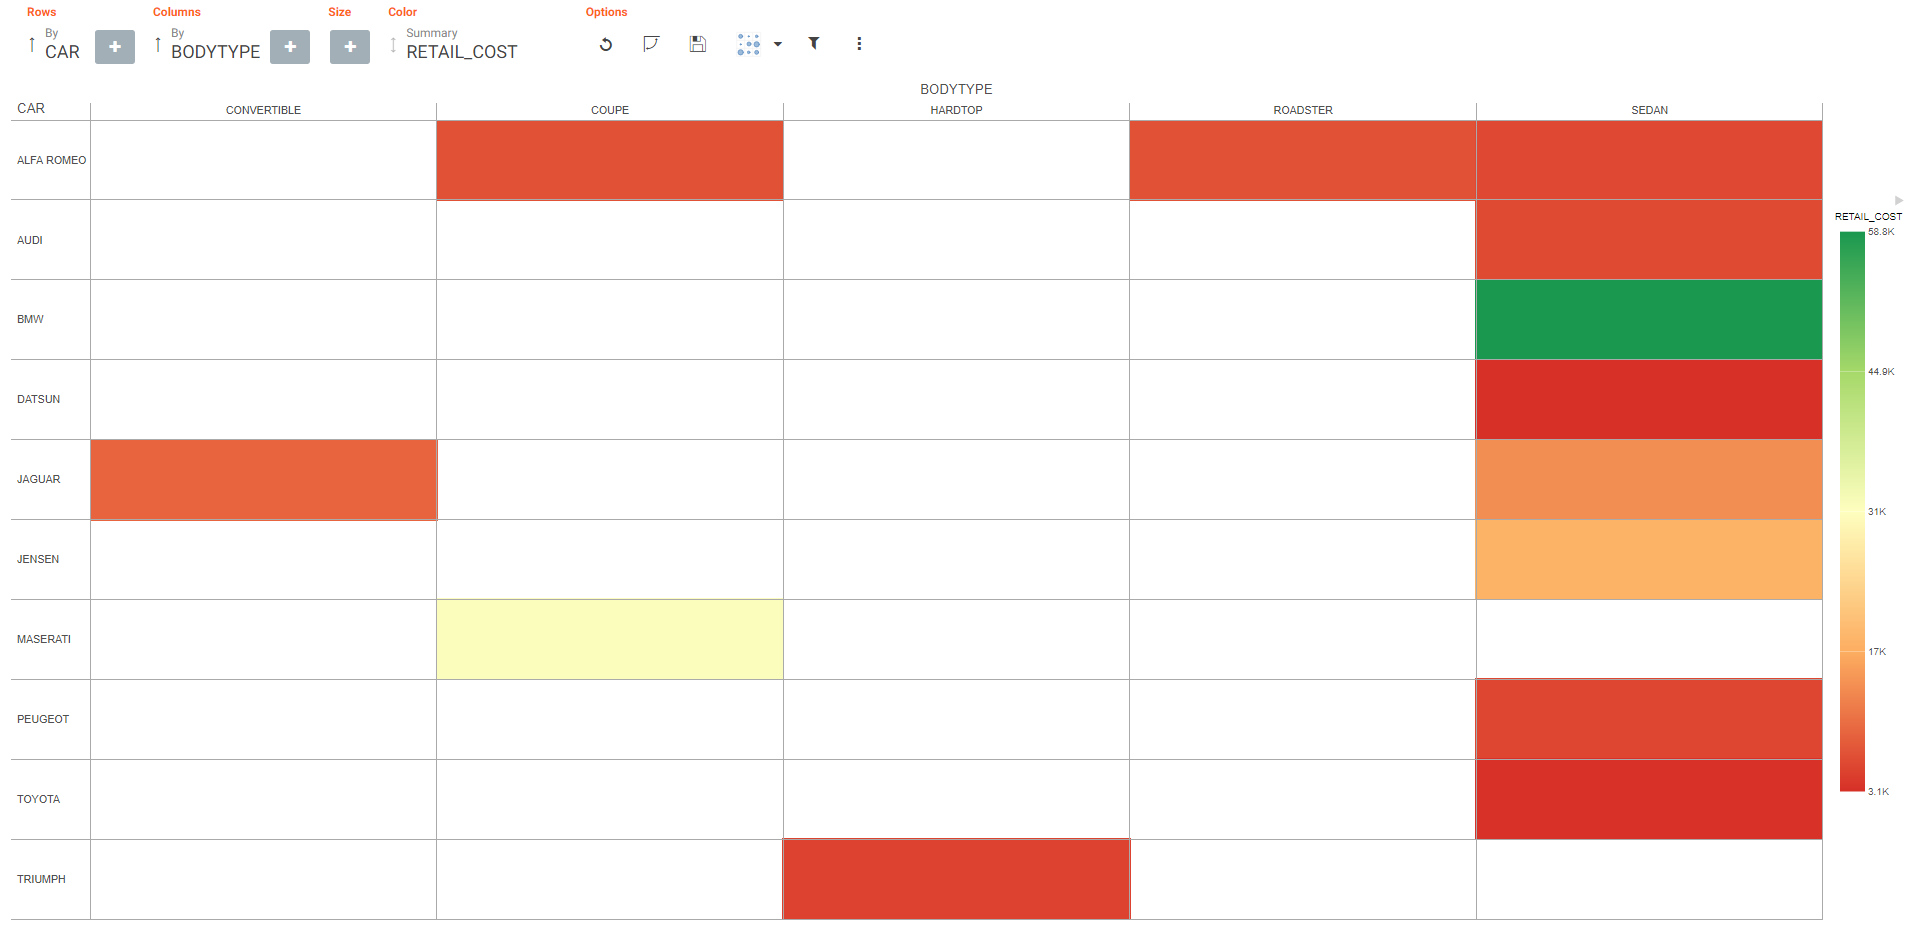 Rows Columns Size Color Options
By By Summary
CAR BODYTYPE RETAIL_COST
BODYTYPE
CAR CONVERTIBLE COUPE HARDTOP ROADSTER SEDAN
ALFA ROMEO
AUDI
BMW
DATSUN
JAGUAR
JENSEN
MASERATI
PEUGEOT
TOYOTA
TRIUMPH
RETAIL_COST
58.8K
44.9K
31K
17K
3.1K